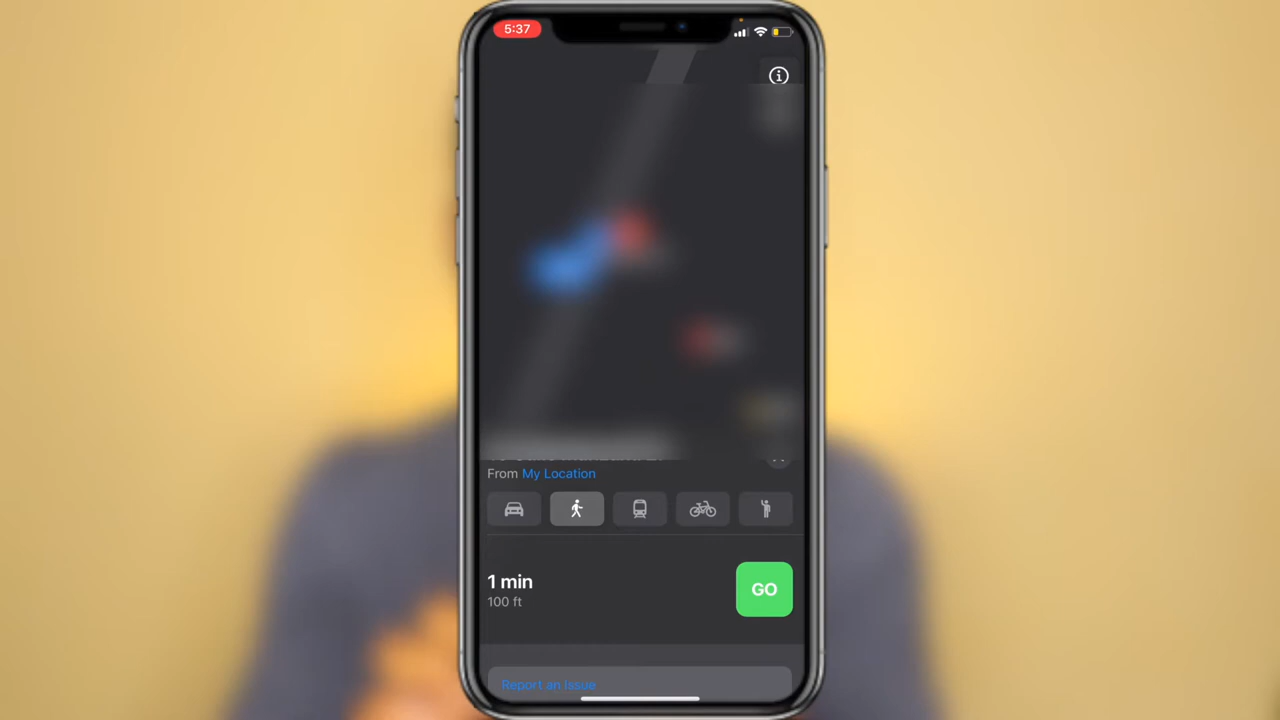 5:37
From My Location
1 min
GO
100 ft
Report an Issue